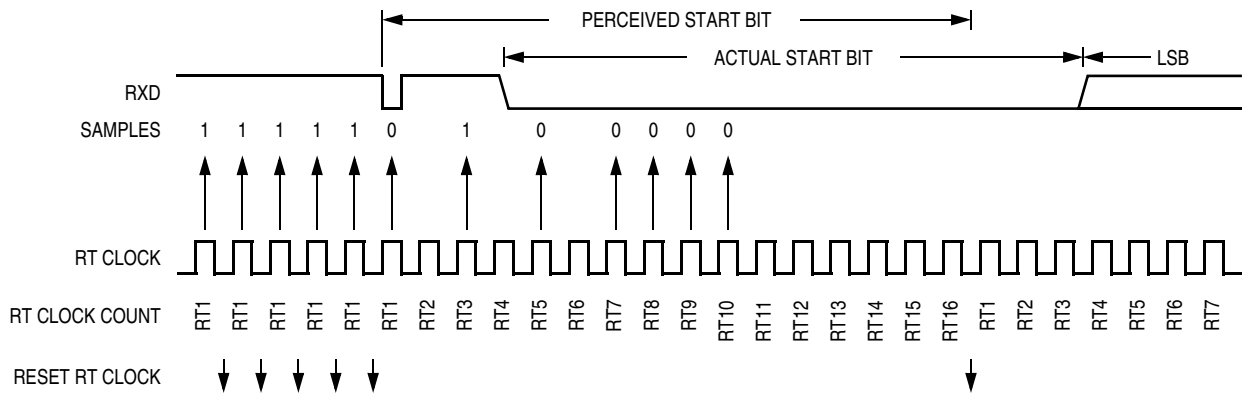 PERCEIVED START BIT
ACTUAL START BIT
LSB
RXD
SAMPLES 1 1 1 1 1 0 1 0 0 0 0 0
RT CLOCK
RT CLOCK COUNT RT1 RT1 RT1 RT1 RT1 RT1 RT2 RT3 RT4 RT5 RT6 RT7 RT8 RT9 RT10 RT11 RT12 RT13 RT14 RT15 RT16 RT1 RT2 RT3 RT4 RT5 RT6 RT7
RESET RT CLOCK